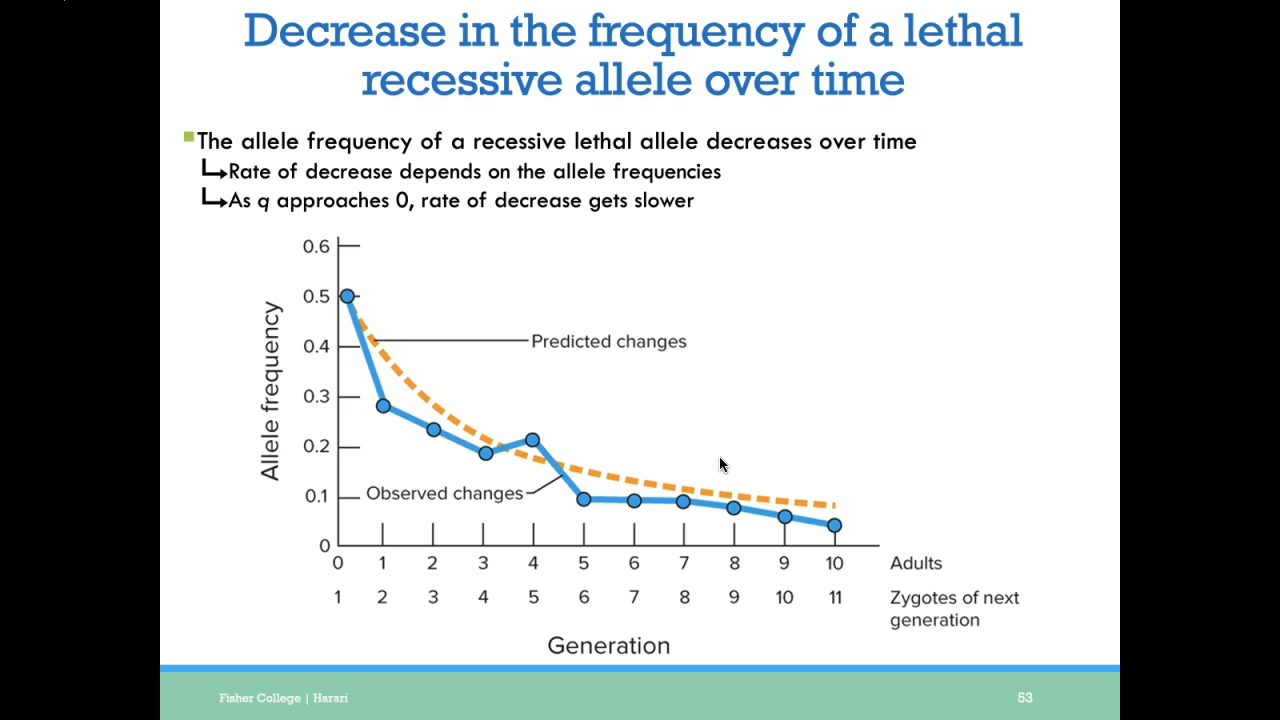 Decrease in the frequency of a lethal
recessive allele over time
The allele frequency of a recessive lethal allele decreases over time
Rate of decrease depends on the allele frequencies
As q approaches 0, rate of decrease gets slower
0.6
0.5
0.4
0.3
0.2
0.1
0
Allele frequency
Predicted changes
Observed changes
0 1 2 3 4 5 6 7 8 9 10 Adults
1 2 3 4 5 6 7 8 9 10 11 Zygotes of next
generation
Generation
Fisher College | Harari
53